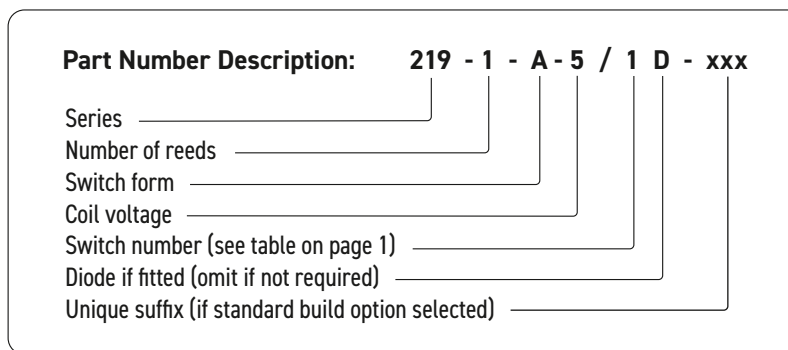 Part Number Description: 219 - 1 - A - 5 / 1 D - xxx
Series
Number of reeds
Switch form
Coil voltage
Switch number (see table on page 1)
Diode if fitted (omit if not required)
Unique suffix (if standard build option selected)